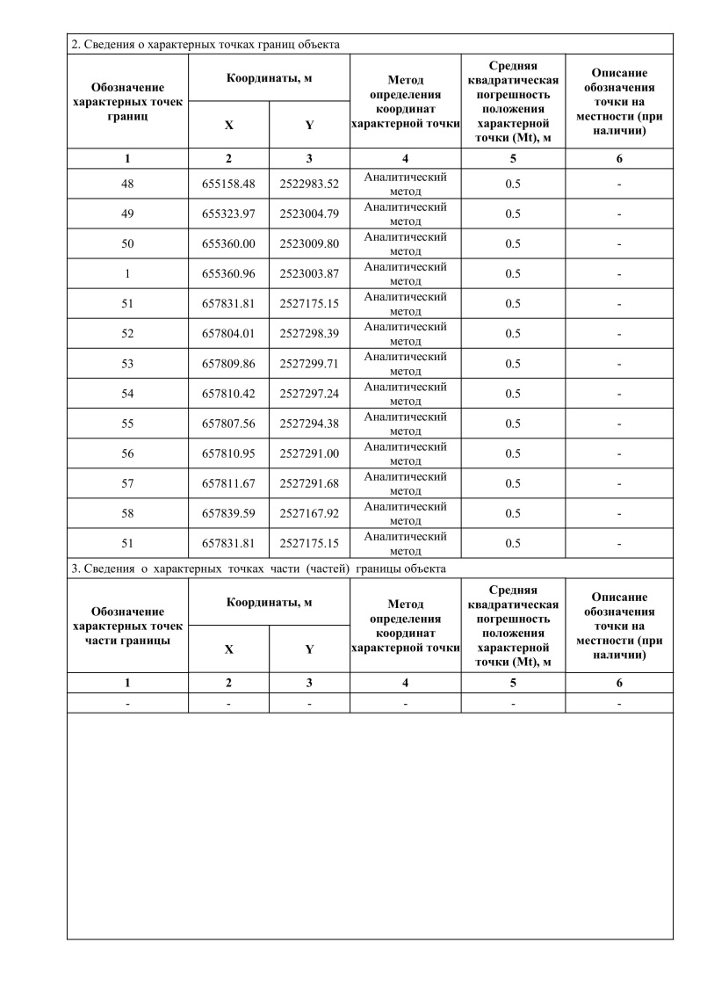 2. Сведения о характерных точках границ объекта
Обозначение характерных точек границ | Координаты, м | Метод определения координат характерной точки | Средняя квадратическая погрешность положения характерной точки (Mt), м | Описание обозначения точки на местности (при наличии)
X | Y
1 | 2 | 3 | 4 | 5 | 6
48 | 655158.48 | 2522983.52 | Аналитический метод | 0.5 | -
49 | 655323.97 | 2523004.79 | Аналитический метод | 0.5 | -
50 | 655360.00 | 2523009.80 | Аналитический метод | 0.5 | -
1 | 655360.96 | 2523003.87 | Аналитический метод | 0.5 | -
51 | 657831.81 | 2527175.15 | Аналитический метод | 0.5 | -
52 | 657804.01 | 2527298.39 | Аналитический метод | 0.5 | -
53 | 657809.86 | 2527299.71 | Аналитический метод | 0.5 | -
54 | 657810.42 | 2527297.24 | Аналитический метод | 0.5 | -
55 | 657807.56 | 2527294.38 | Аналитический метод | 0.5 | -
56 | 657810.95 | 2527291.00 | Аналитический метод | 0.5 | -
57 | 657811.67 | 2527291.68 | Аналитический метод | 0.5 | -
58 | 657839.59 | 2527167.92 | Аналитический метод | 0.5 | -
51 | 657831.81 | 2527175.15 | Аналитический метод | 0.5 | -
3. Сведения о характерных точках части (частей) границы объекта
Обозначение характерных точек части границы | Координаты, м | Метод определения координат характерной точки | Средняя квадратическая погрешность положения характерной точки (Mt), м | Описание обозначения точки на местности (при наличии)
X | Y
1 | 2 | 3 | 4 | 5 | 6
- | - | - | - | - | -